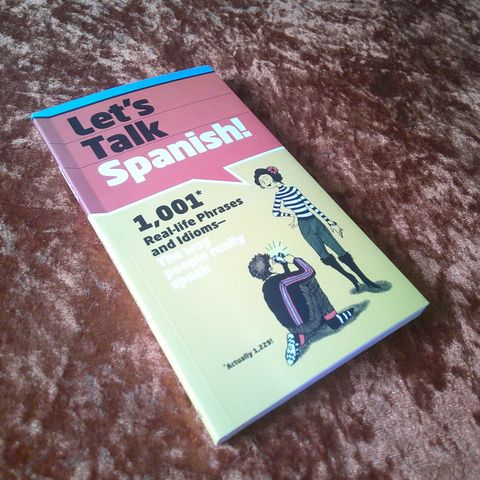 Let's
Talk
Spanish!
1,001*
Real-life Phrases
and Idioms—
the way
people really
speak
*Actually 1,229!